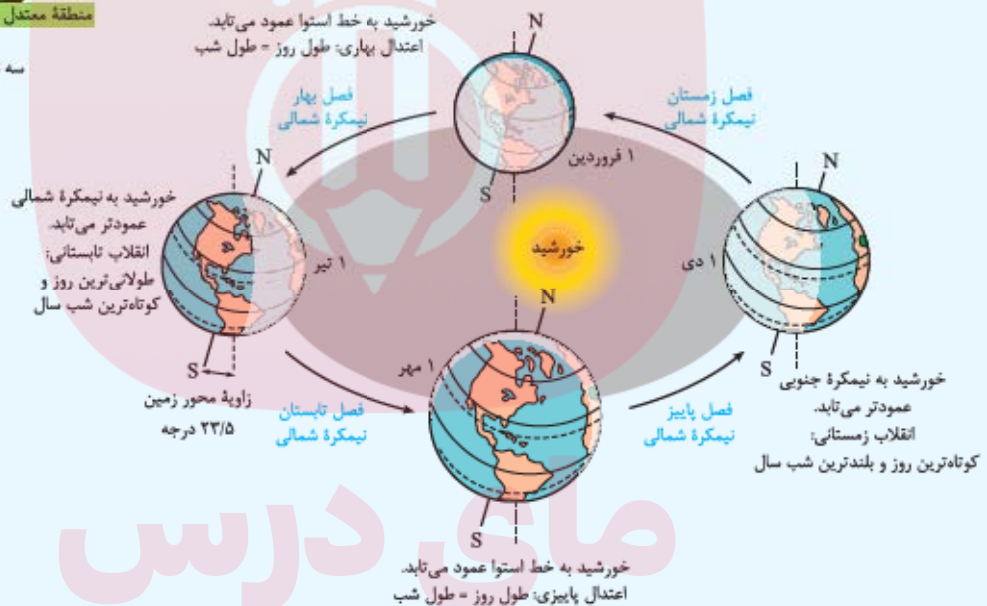 منطقهٔ معتدل
سه
خورشید به خط استوا عمود می‌تابد.
اعتدال بهاری: طول روز = طول شب
N
فصل زمستان
نیمکرهٔ شمالی
فصل بهار
نیمکرهٔ شمالی
۱ فروردین
S
N
N
خورشید به نیمکرهٔ شمالی
عمودتر می‌تابد.
انقلاب تابستانی:
طولانی‌ترین روز و
کوتاه‌ترین شب سال
۱ تیر
خورشید
۱ دی
N
S
زاویهٔ محور زمین
۲۳/۵ درجه
۱ مهر
فصل تابستان
نیمکرهٔ شمالی
فصل پاییز
نیمکرهٔ شمالی
S
خورشید به نیمکرهٔ جنوبی
عمودتر می‌تابد.
انقلاب زمستانی:
کوتاه‌ترین روز و بلندترین شب سال
S
خورشید به خط استوا عمود می‌تابد.
اعتدال پاییزی: طول روز = طول شب
مای درس